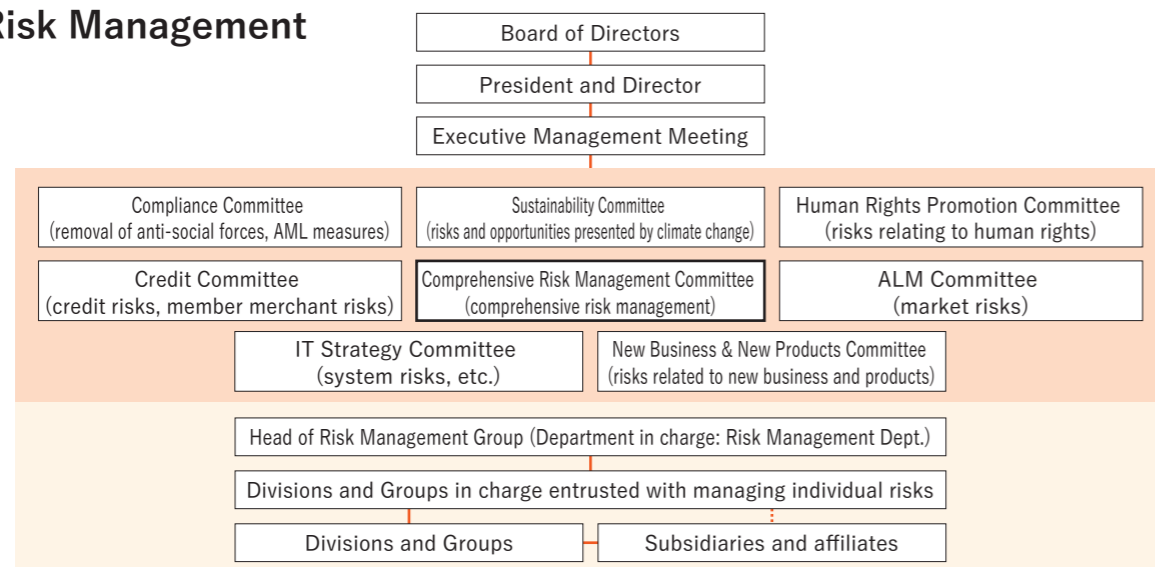 Risk Management
Board of Directors
President and Director
Executive Management Meeting
Compliance Committee
(removal of anti-social forces, AML measures)
Sustainability Committee
(risks and opportunities presented by climate change)
Human Rights Promotion Committee
(risks relating to human rights)
Credit Committee
(credit risks, member merchant risks)
Comprehensive Risk Management Committee
(comprehensive risk management)
ALM Committee
(market risks)
IT Strategy Committee
(system risks, etc.)
New Business & New Products Committee
(risks related to new business and products)
Head of Risk Management Group (Department in charge: Risk Management Dept.)
Divisions and Groups in charge entrusted with managing individual risks
Divisions and Groups
Subsidiaries and affiliates